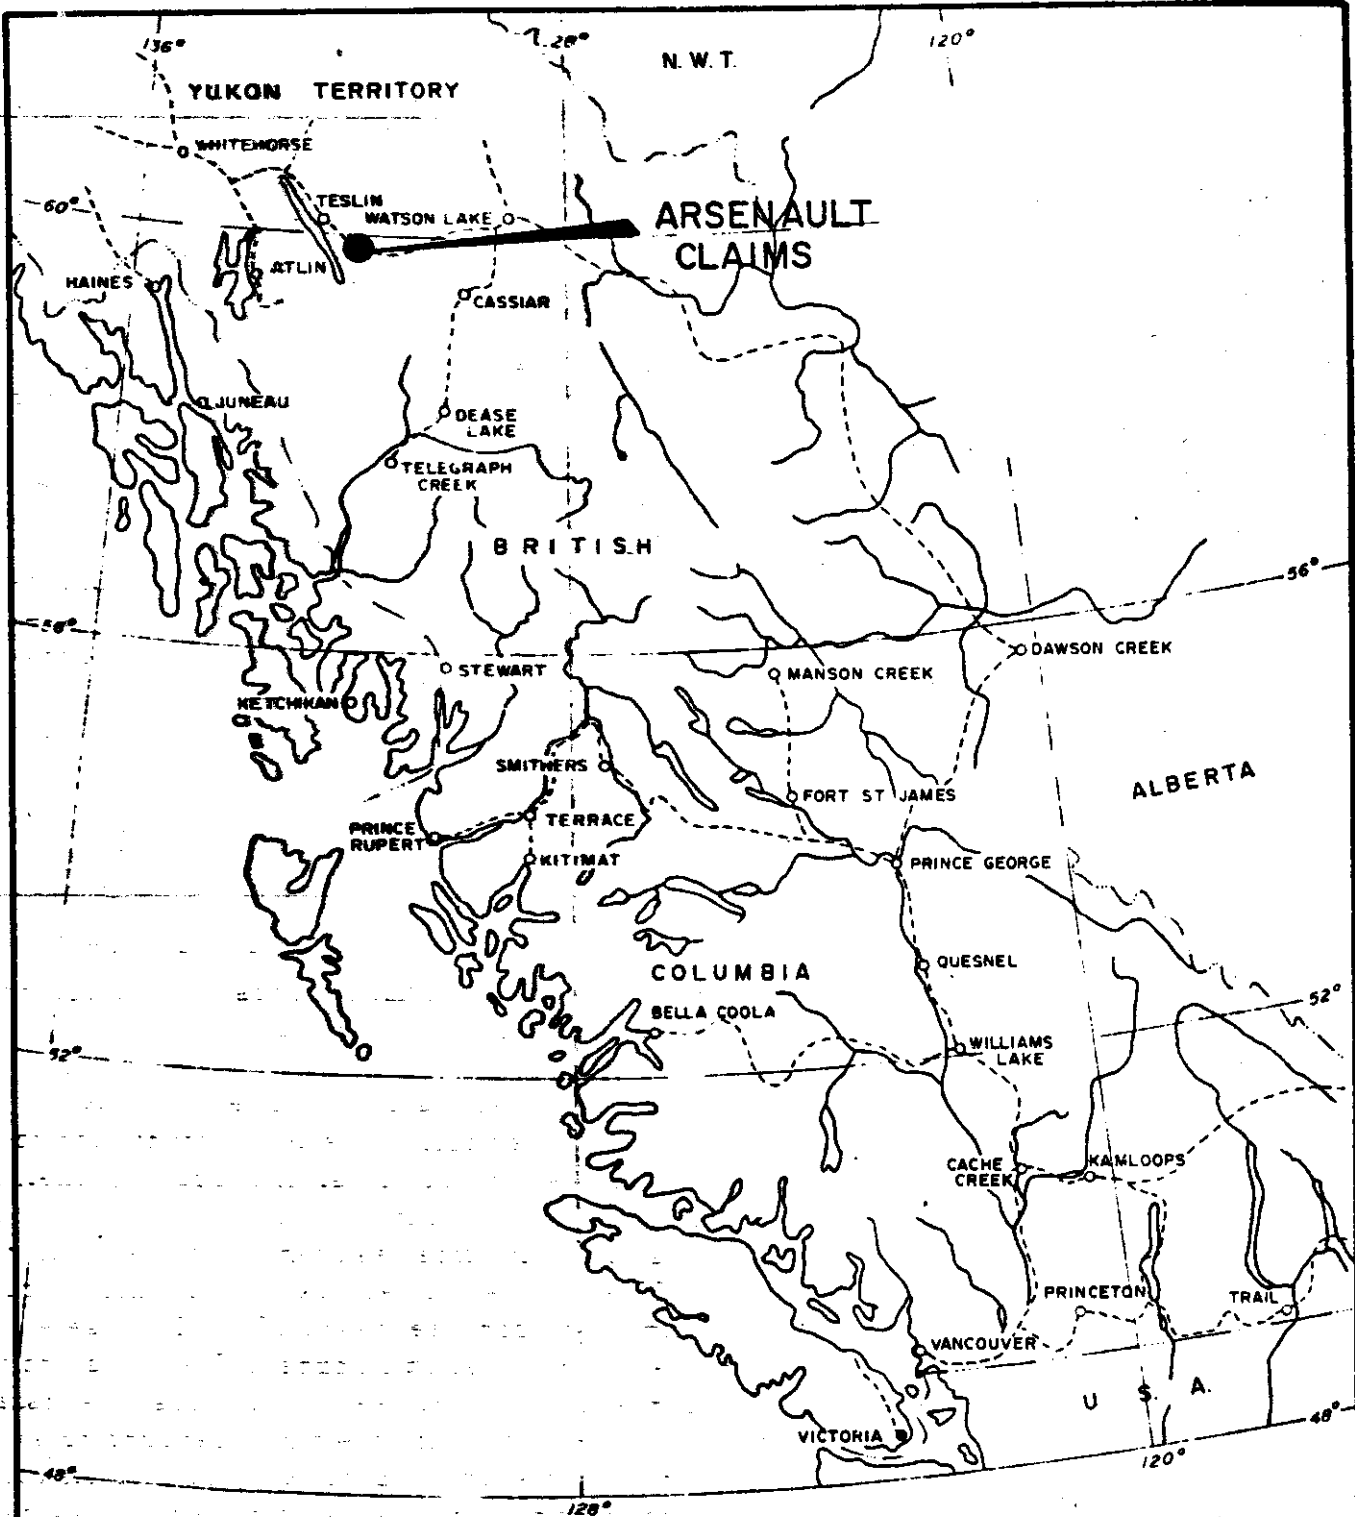 136°
128°
120°
N.W.T.
YUKON TERRITORY
WHITEHORSE
60°
TESLIN
WATSON LAKE
ARSENAULT
CLAIMS
ATLIN
HAINES
CASSIAR
JUNEAU
DEASE
LAKE
TELEGRAPH
CREEK
BRITISH
56°
56°
DAWSON CREEK
STEWART
MANSON CREEK
KETCHIKAN
SMITHERS
ALBERTA
FORT ST JAMES
PRINCE
RUPERT
TERRACE
KITIMAT
PRINCE GEORGE
QUESNEL
COLUMBIA
52°
BELLA COOLA
WILLIAMS
LAKE
52°
CACHE
CREEK
KAMLOOPS
PRINCETON
TRAIL
VANCOUVER
U.S.A.
48°
VICTORIA
120°
48°
128°